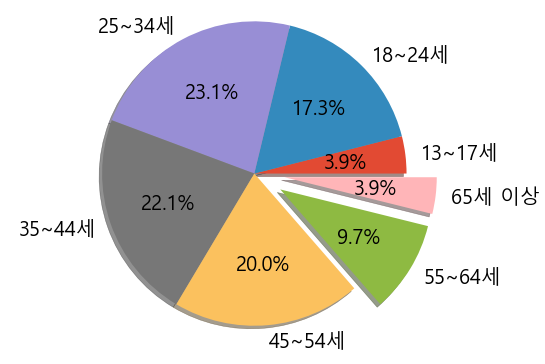 25~34세
18~24세
23.1%
17.3%
13~17세
3.9%
3.9%
65세 이상
22.1%
35~44세
9.7%
20.0%
55~64세
45~54세